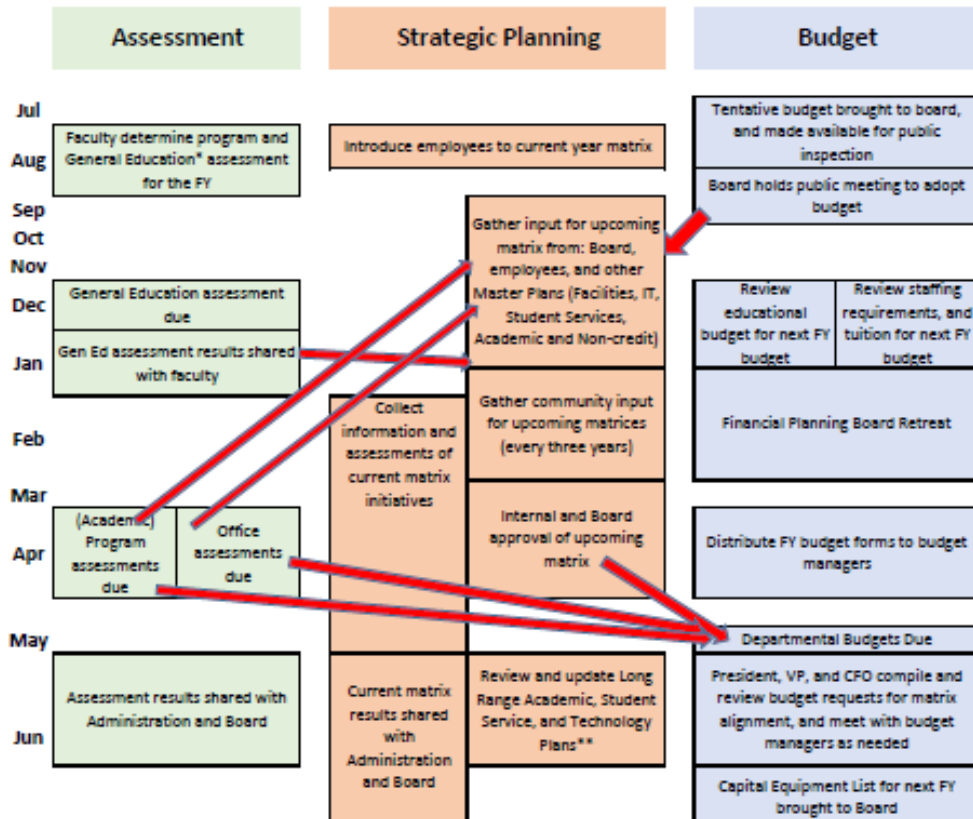 Assessment
Strategic Planning
Budget
Jul
Aug
Sep
Oct
Nov
Dec
Jan
Feb
Mar
Apr
May
Jun
Faculty determine program and
General Education* assessment
for the FY
General Education assessment
due
Gen Ed assessment results shared
with faculty
(Academic)
Program
assessments
due
Office
assessments
due
Assessment results shared with
Administration and Board
Introduce employees to current year matrix
Gather input for upcoming
matrix from: Board,
employees, and other
Master Plans (Facilities, IT,
Student Services,
Academic and Non-credit)
Collect
information and
assessments of
current matrix
initiatives
Gather community input
for upcoming matrices
(every three years)
Internal and Board
approval of upcoming
matrix
Current matrix
results shared
with
Administration
and Board
Review and update Long
Range Academic, Student
Service, and Technology
Plans**
Tentative budget brought to board,
and made available for public
inspection
Board holds public meeting to adopt
budget
Review
educational
budget for next FY
budget
Review staffing
requirements, and
tuition for next FY
budget
Financial Planning Board Retreat
Distribute FY budget forms to budget
managers
Departmental Budgets Due
President, VP, and CFO compile and
review budget requests for matrix
alignment, and meet with budget
managers as needed
Capital Equipment List for next FY
brought to Board